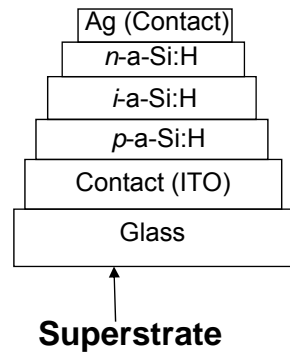 Ag (Contact)
n-a-Si:H
i-a-Si:H
p-a-Si:H
Contact (ITO)
Glass
Superstrate